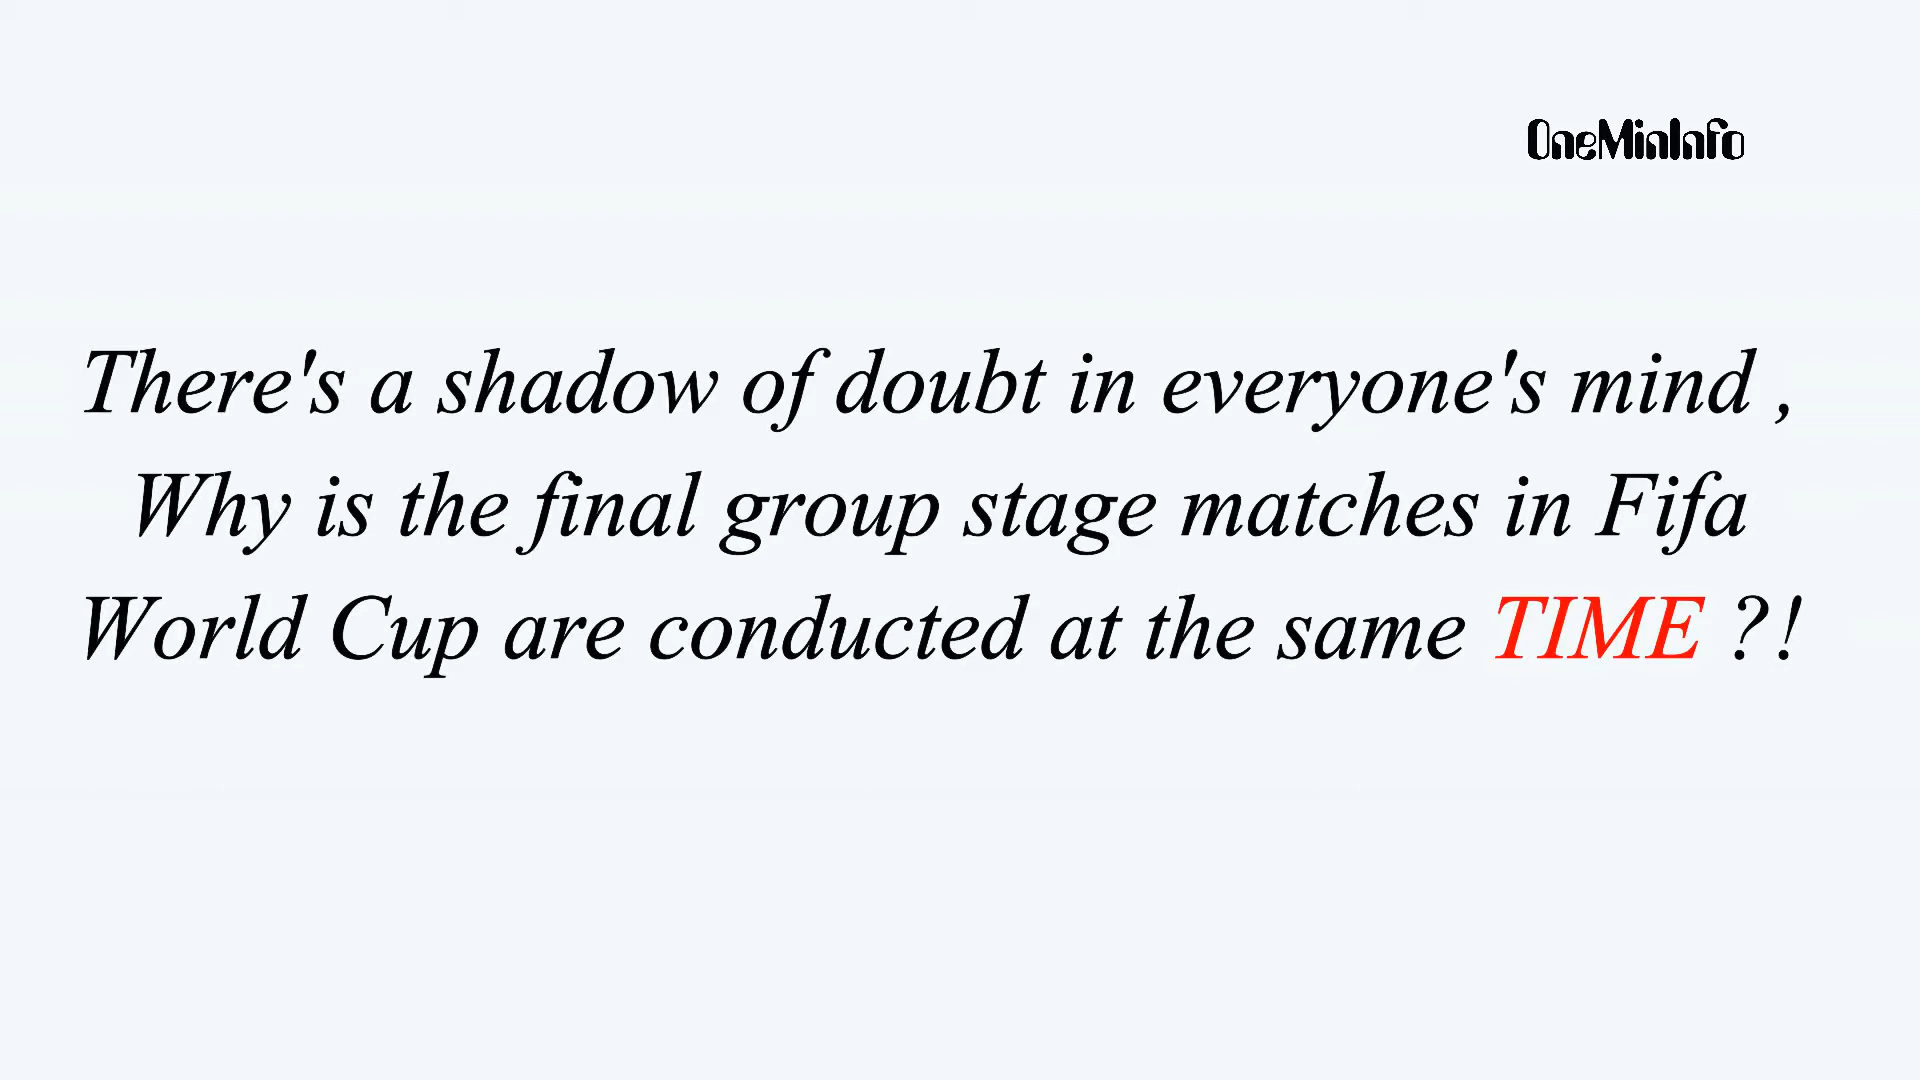 OneMinInfo
There's a shadow of doubt in everyone's mind ,
Why is the final group stage matches in Fifa
World Cup are conducted at the same TIME ?!